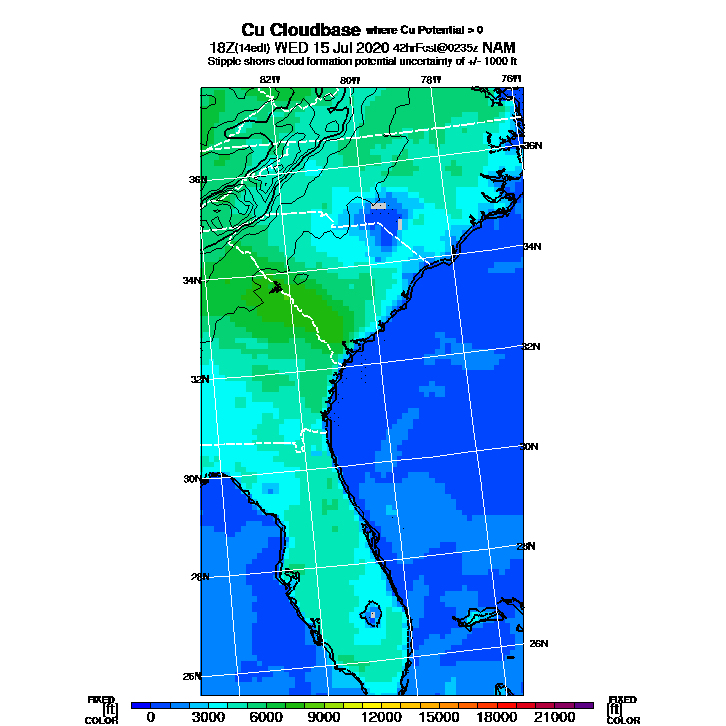 Cu Cloudbase where Cu Potential > 0
18Z(14edt) WED 15 Jul 2020 42hrFcst@0235z NAM
Stipple shows cloud formation potential uncertainty of +/- 1000 ft
82W 80W 78W 76W
36N
36N
34N
34N
32N
32N
30N
30N
28N
28N
26N
26N
FIXED FIXED
[ft] [ft]
COLOR COLOR
0 3000 6000 9000 12000 15000 18000 21000